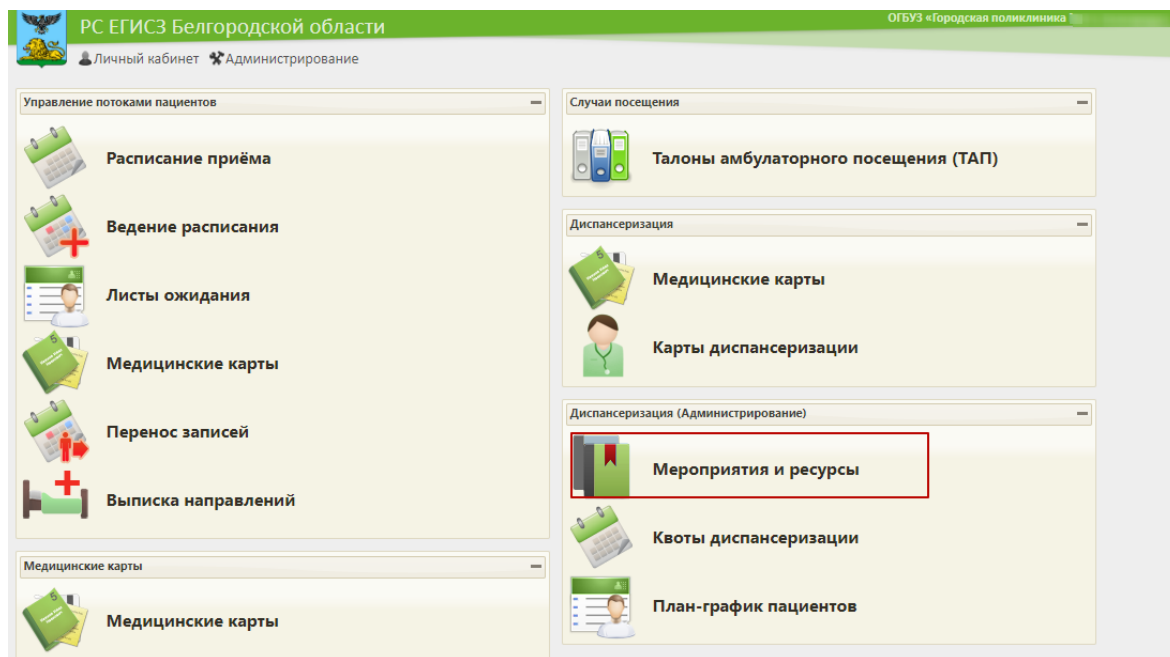 РС ЕГИСЗ Белгородской области
ОГБУЗ «Городская поликлиника
Личный кабинет Администрирование
Управление потоками пациентов
Расписание приёма
Ведение расписания
Листы ожидания
Медицинские карты
Перенос записей
Выписка направлений
Медицинские карты
Медицинские карты
Случаи посещения
Талоны амбулаторного посещения (ТАП)
Диспансеризация
Медицинские карты
Карты диспансеризации
Диспансеризация (Администрирование)
Мероприятия и ресурсы
Квоты диспансеризации
План-график пациентов